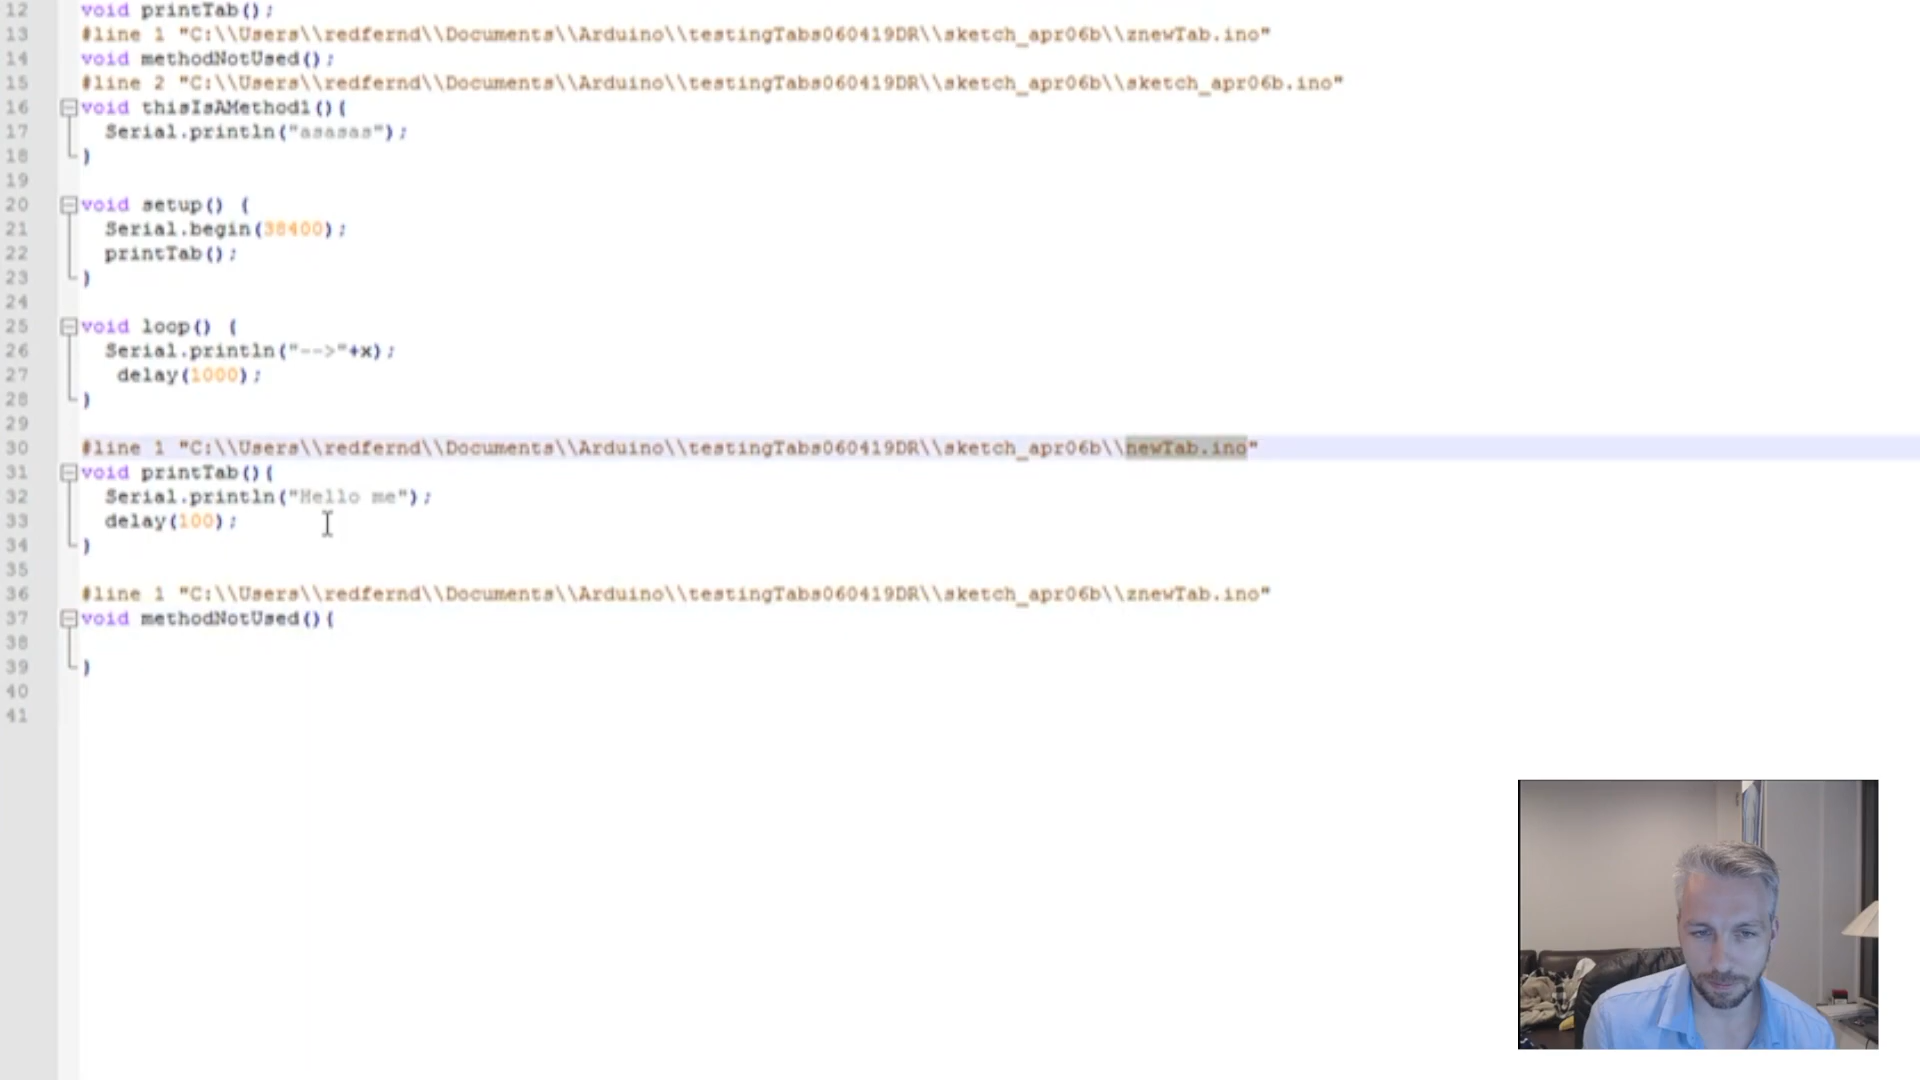 12 void printTab();
13 #line 1 "C:\\Users\\redfernd\\Documents\\Arduino\\testingTabs060419DR\\sketch_apr06b\\znewTab.ino"
14 void methodNotUsed();
15 #line 2 "C:\\Users\\redfernd\\Documents\\Arduino\\testingTabs060419DR\\sketch_apr06b\\sketch_apr06b.ino"
16 void thisIsAMethod1(){
17 Serial.println("asasas");
18 }
19
20 void setup() {
21 Serial.begin(38400);
22 printTab();
23 }
24
25 void loop() {
26 Serial.println("-->"+x);
27 delay(1000);
28 }
29
30 #line 1 "C:\\Users\\redfernd\\Documents\\Arduino\\testingTabs060419DR\\sketch_apr06b\\newTab.ino"
31 void printTab(){
32 Serial.println("Hello me");
33 delay(100);
34 }
35
36 #line 1 "C:\\Users\\redfernd\\Documents\\Arduino\\testingTabs060419DR\\sketch_apr06b\\znewTab.ino"
37 void methodNotUsed(){
38
39 }
40
41